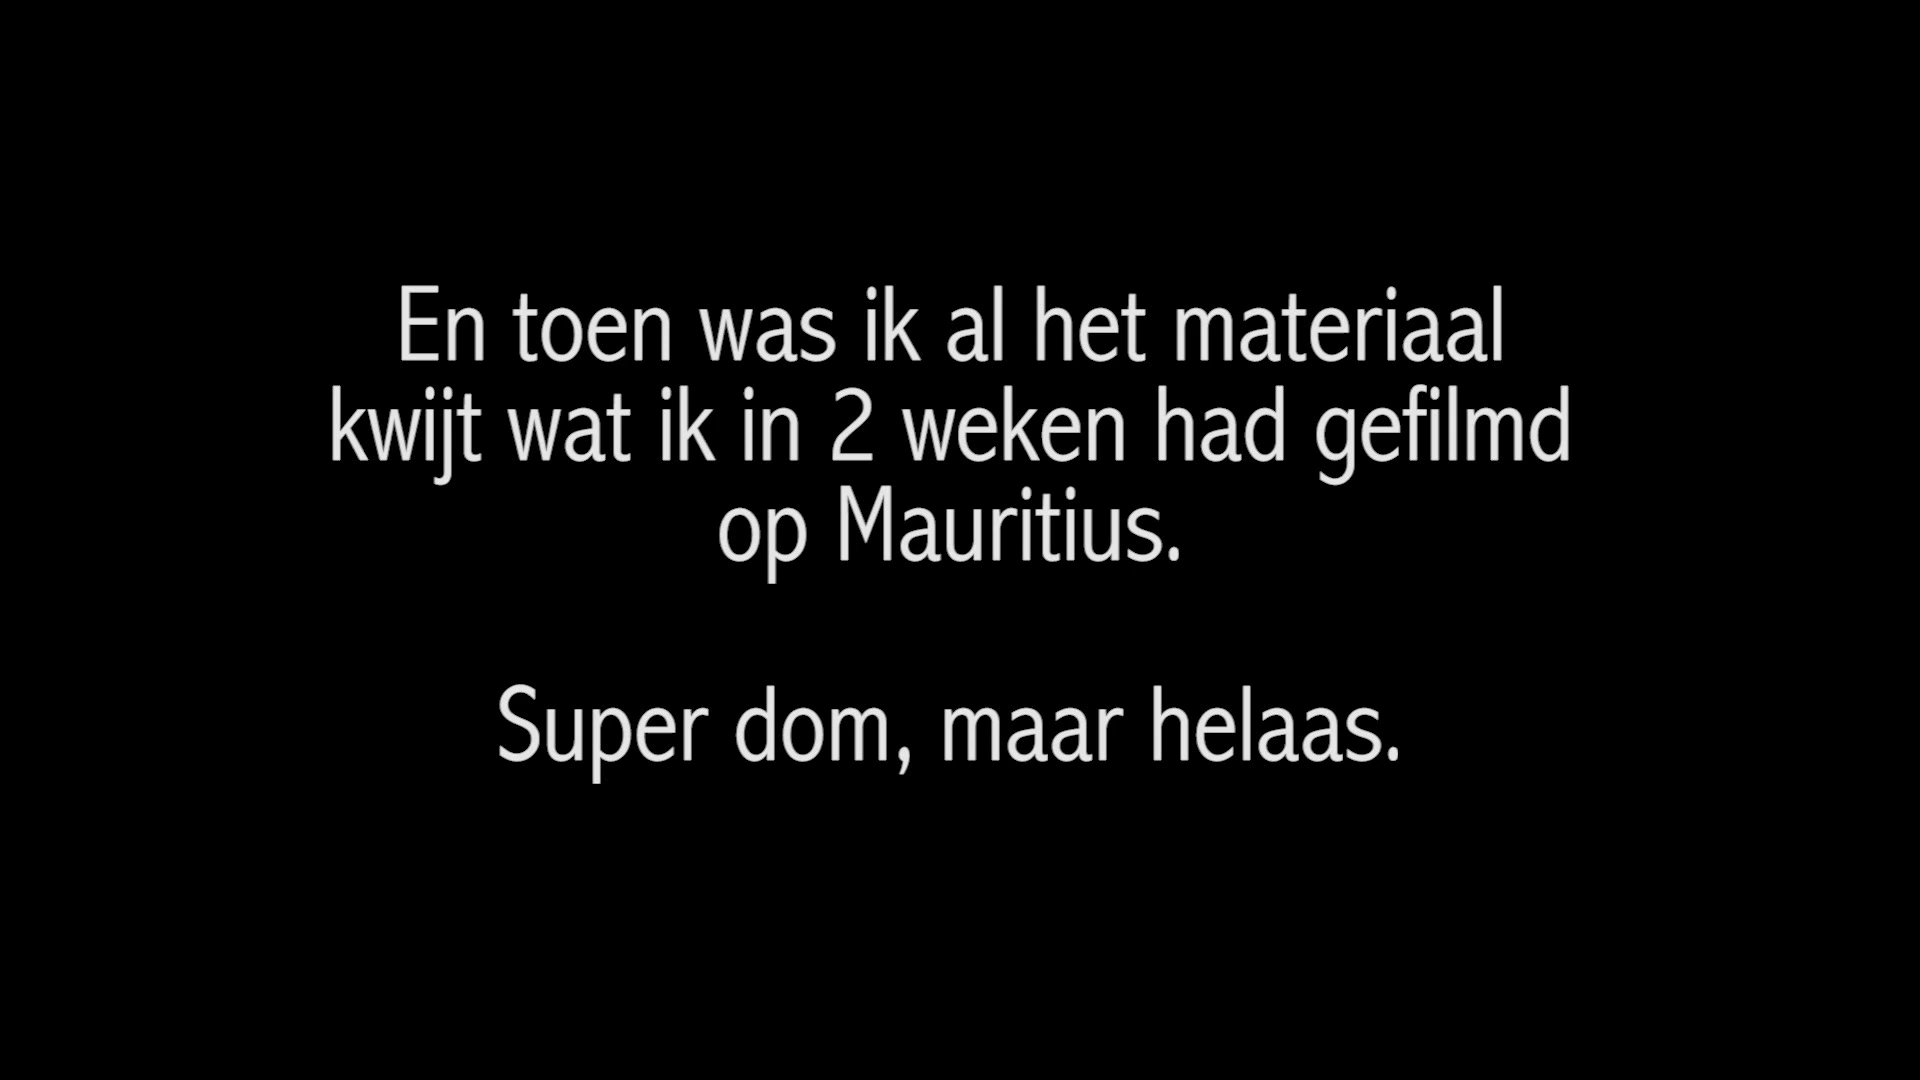 En toen was ik al het materiaal
kwijt wat ik in 2 weken had gefilmd
op Mauritius.
Super dom, maar helaas.